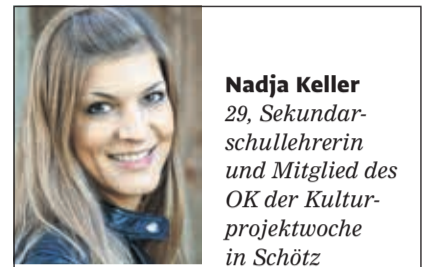 Nadja Keller
29, Sekundar-
schullehrerin
und Mitglied des
OK der Kultur-
projektwoche
in Schötz